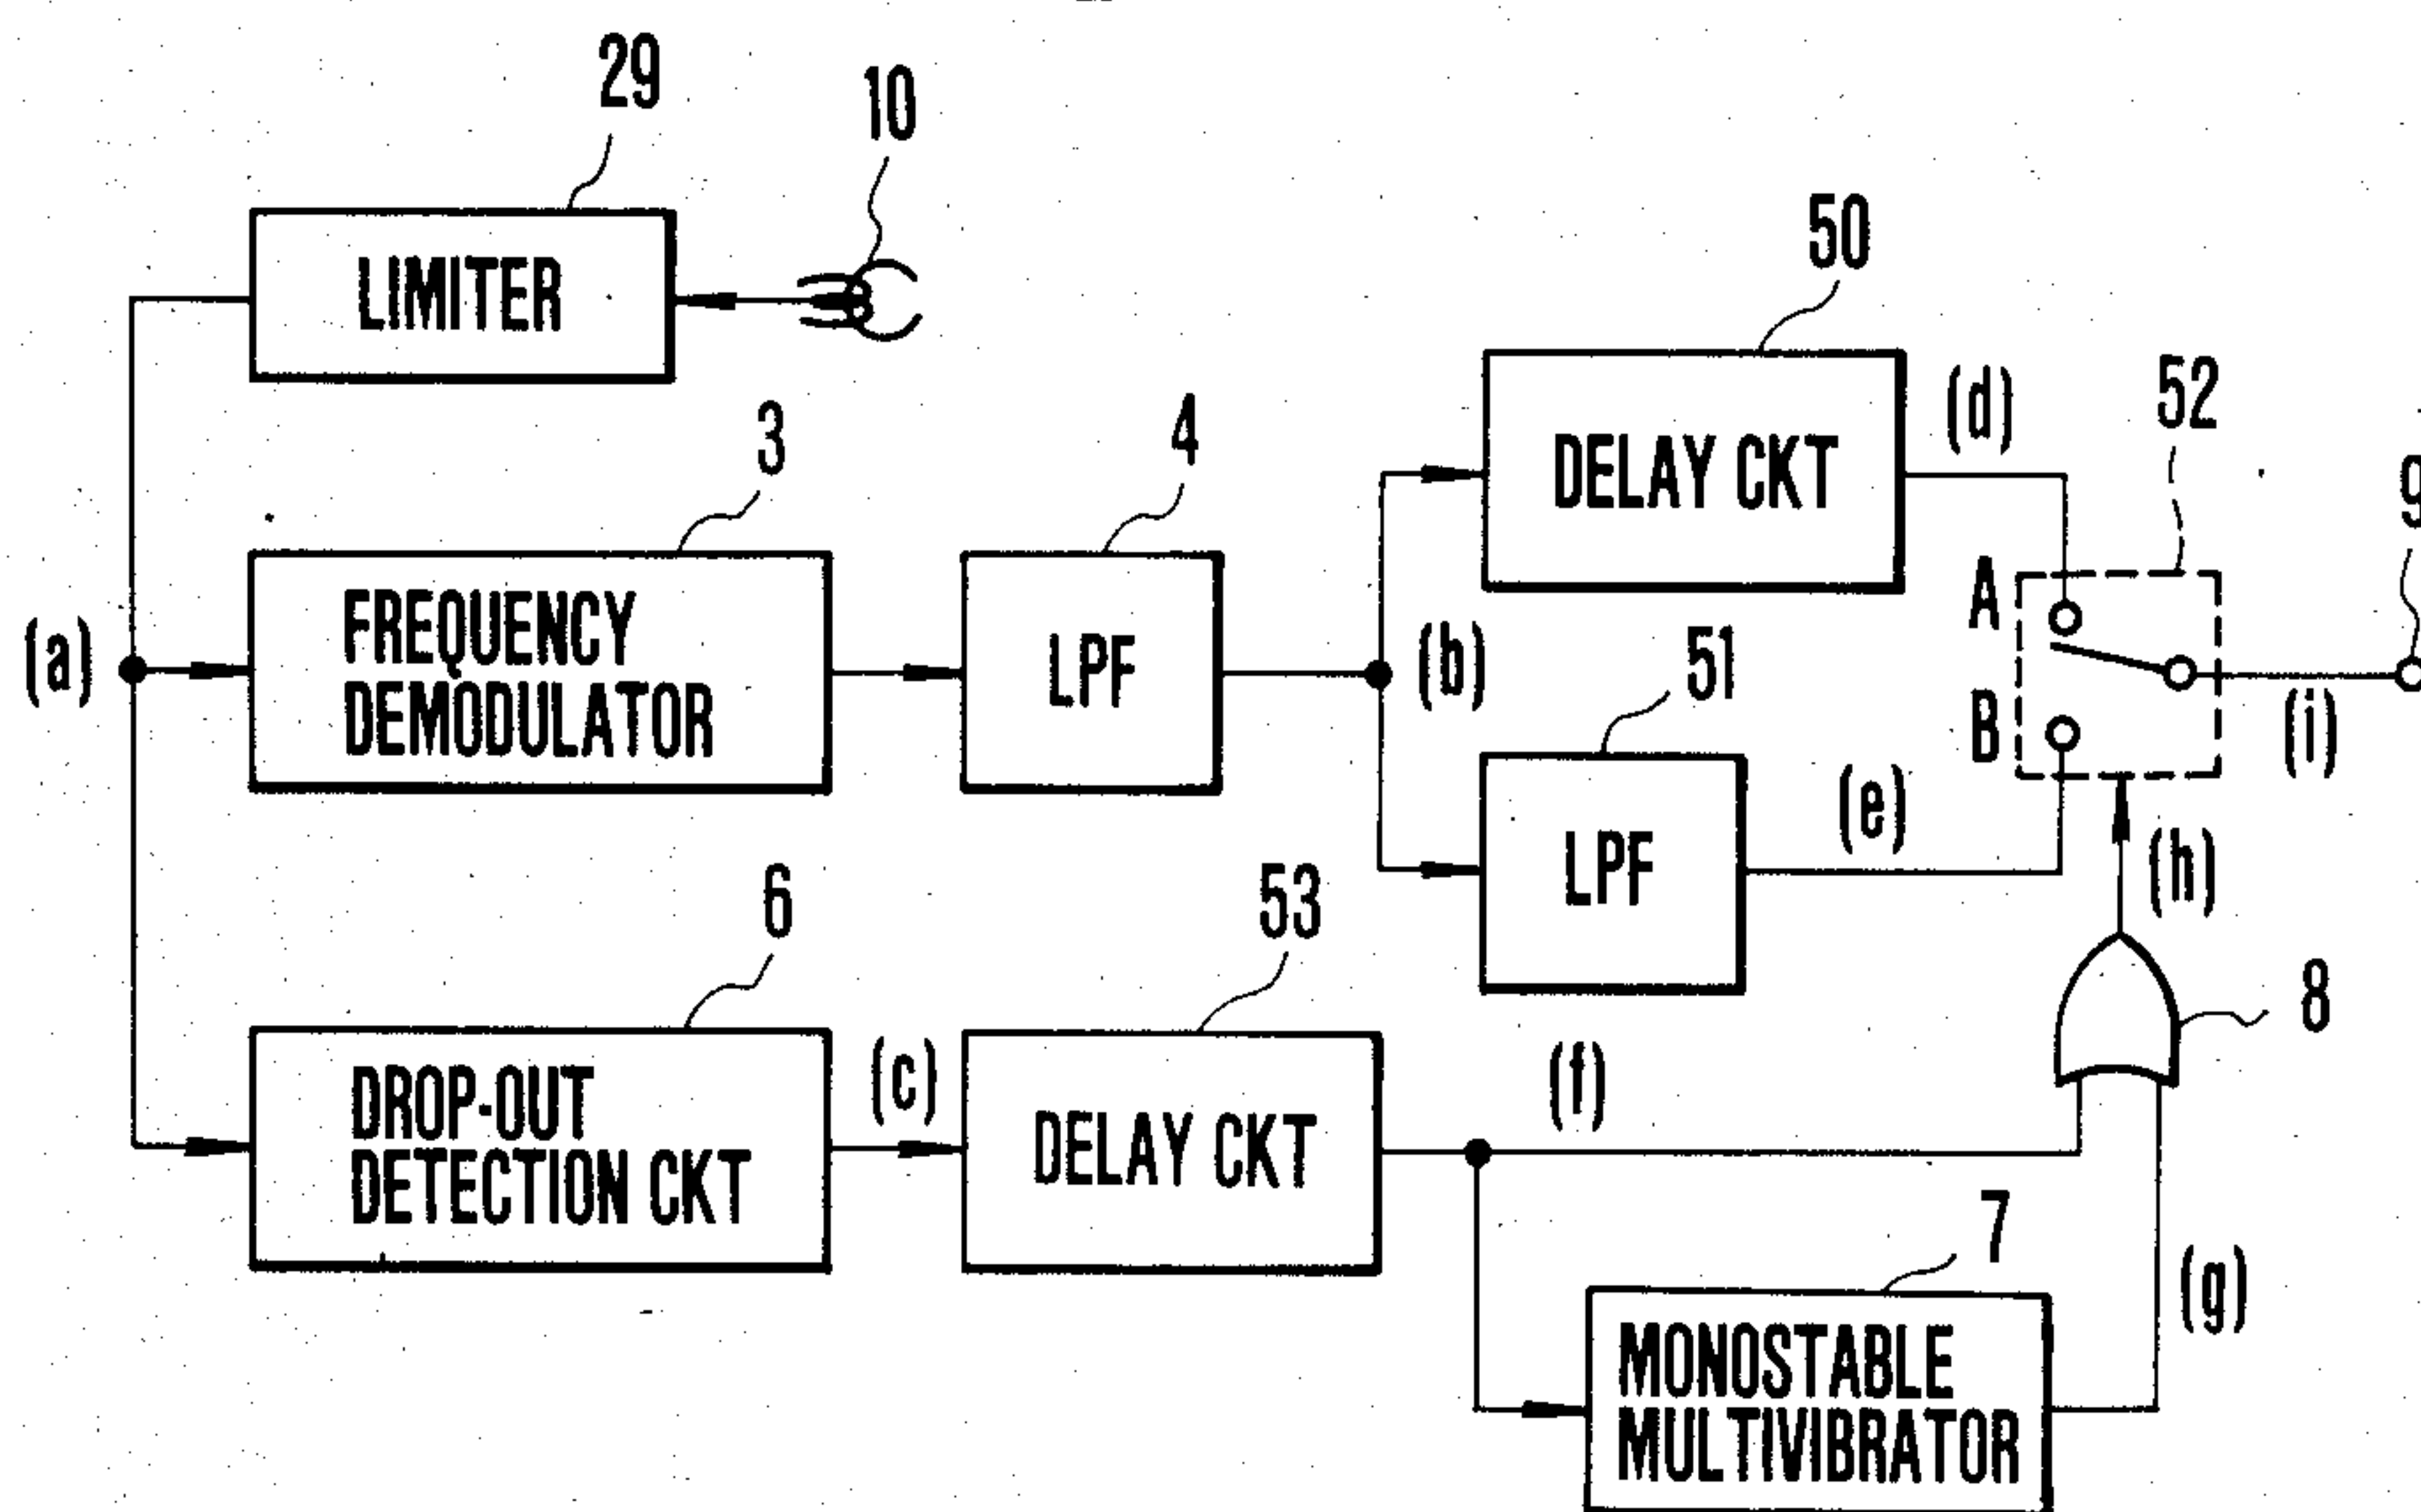 29
10
LIMITER
50
(d)
52
3
4
DELAY CKT
9
A
FREQUENCY
DEMODULATOR
LPF
(a)
(b)
51
B
(i)
(e)
LPF
(h)
6
53
8
(c)
(f)
DROP-OUT
DETECTION CKT
DELAY CKT
7
(g)
MONOSTABLE
MULTIVIBRATOR